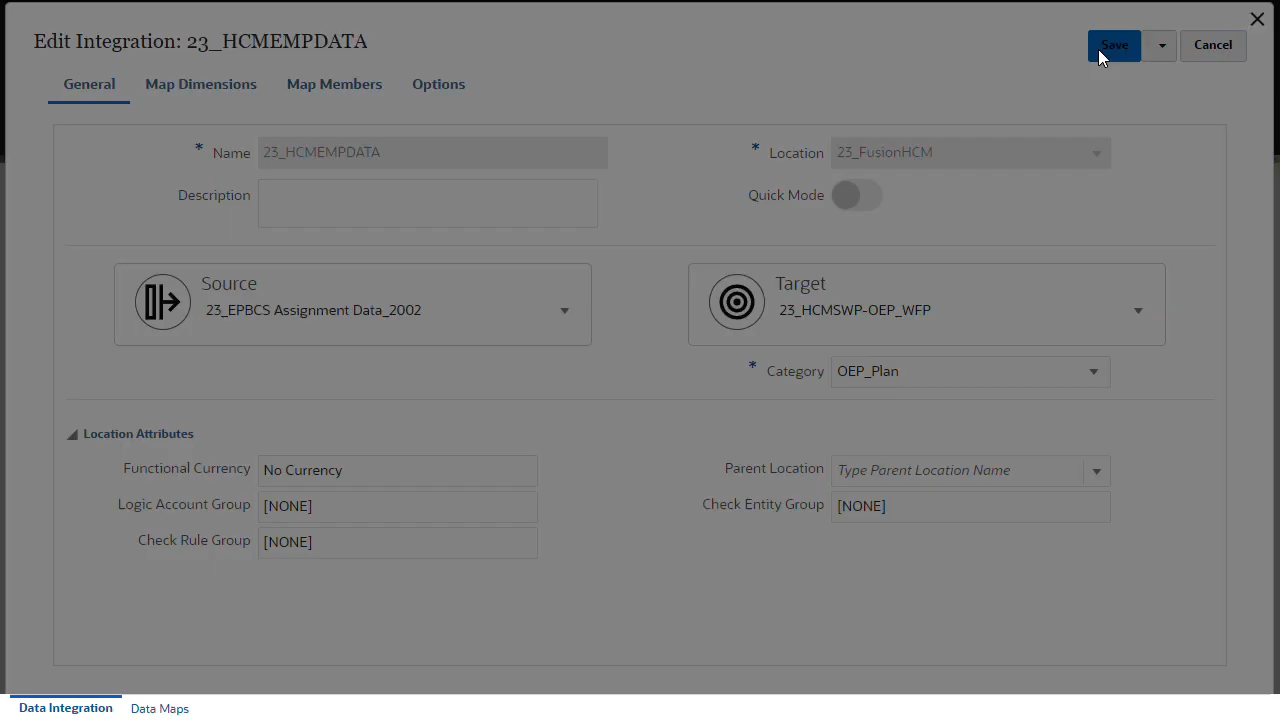 Edit Integration: 23_HCMEMPDATA
Save
Cancel
General
Map Dimensions
Map Members
Options
* Name 23_HCMEMPDATA
* Location 23_FusionHCM
Description
Quick Mode
Source
23_EPBCS Assignment Data_2002
Target
23_HCMSWP-OEP_WFP
* Category OEP_Plan
Location Attributes
Functional Currency No Currency
Parent Location Type Parent Location Name
Logic Account Group [NONE]
Check Entity Group [NONE]
Check Rule Group [NONE]
Data Integration
Data Maps